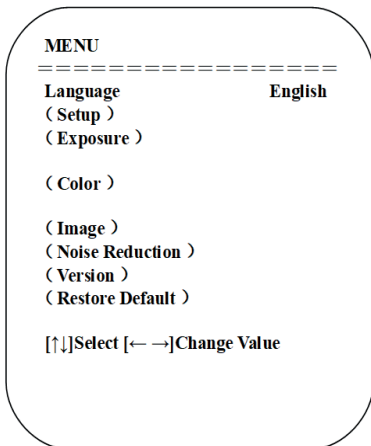 MENU
=================
Language English
（Setup）
（Exposure）
（Color）
（Image）
（Noise Reduction）
（Version）
（Restore Default）
[↑↓]Select [← →]Change Value